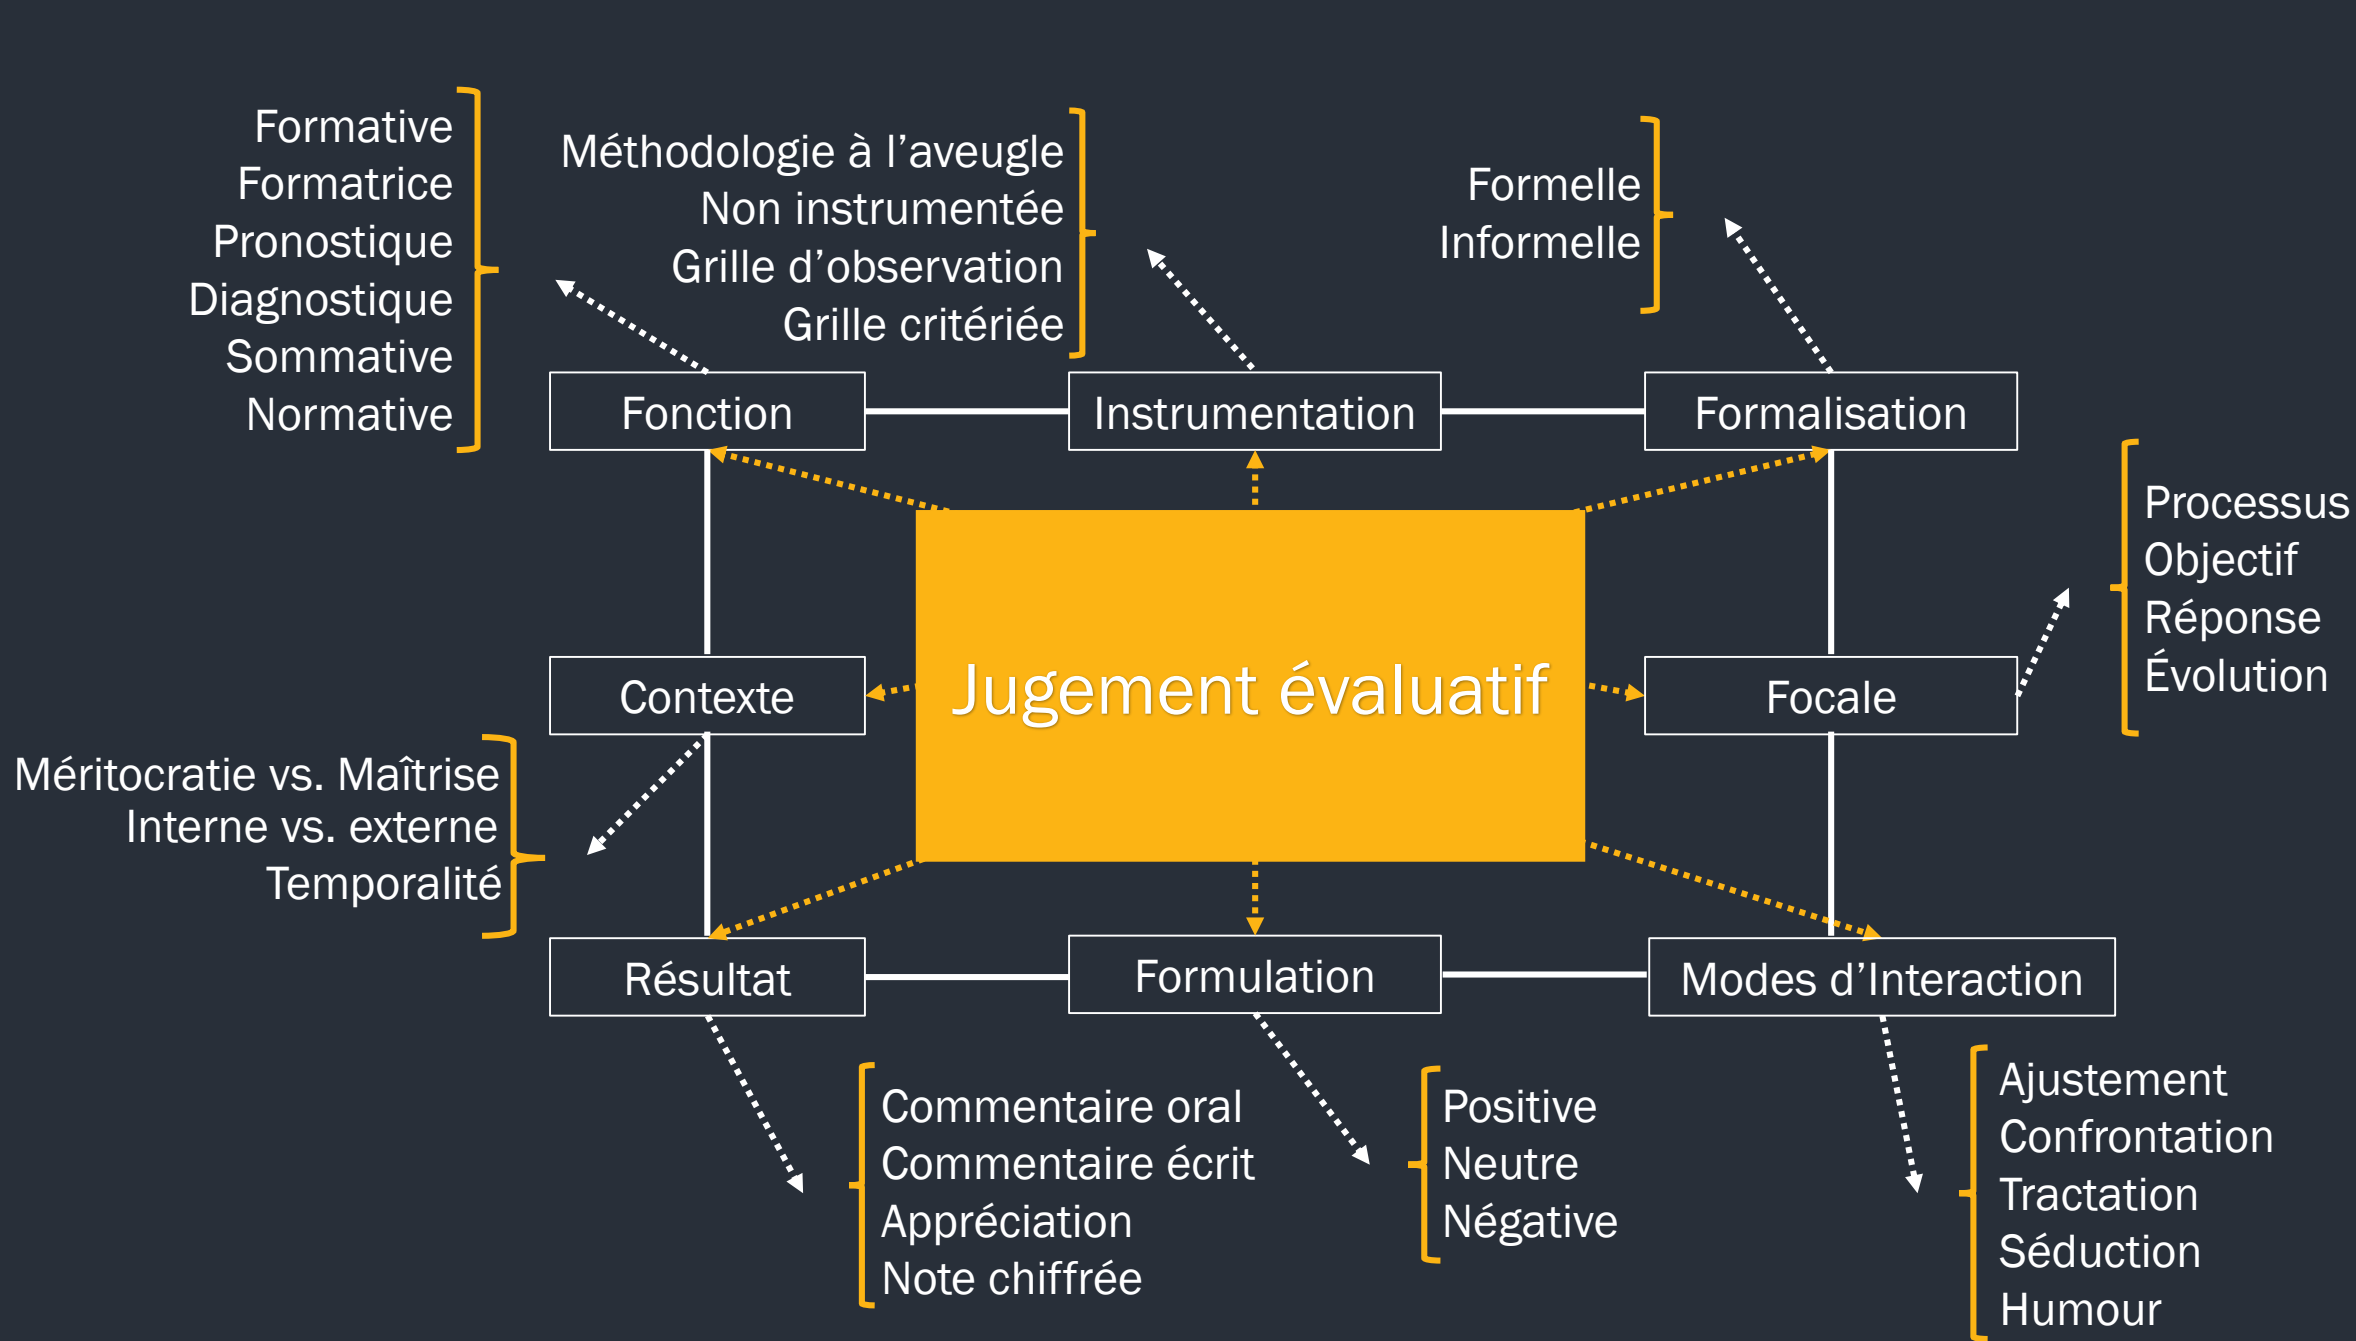 Formative
Formatrice
Pronostique
Diagnostique
Sommative
Normative
Méthodologie à l’aveugle
Non instrumentée
Grille d’observation
Grille critériée
Formelle
Informelle
Fonction
Instrumentation
Formalisation
Processus
Objectif
Réponse
Évolution
Contexte
Jugement évaluatif
Focale
Méritocratie vs. Maîtrise
Interne vs. externe
Temporalité
Résultat
Formulation
Modes d’Interaction
Commentaire oral
Commentaire écrit
Appréciation
Note chiffrée
Positive
Neutre
Négative
Ajustement
Confrontation
Tractation
Séduction
Humour